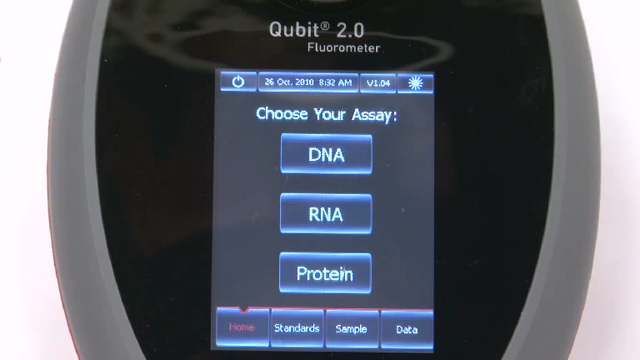 Qubit® 2.0
Fluorometer
26 Oct, 2010 8:32 AM V1.04
Choose Your Assay:
DNA
RNA
Protein
Home Standards Sample Data